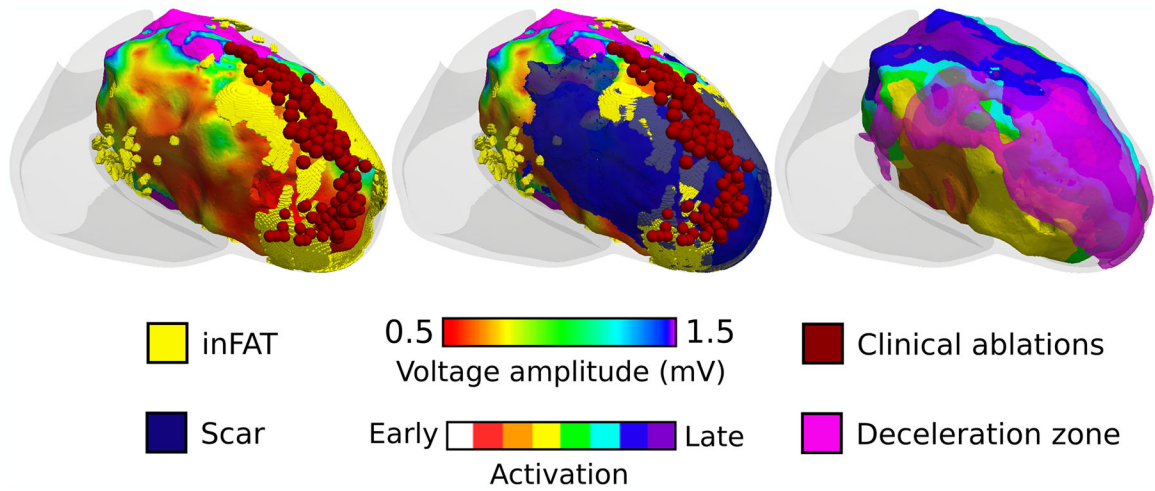 inFAT
0.5 1.5
Voltage amplitude (mV)
Clinical ablations
Scar
Early Late
Activation
Deceleration zone